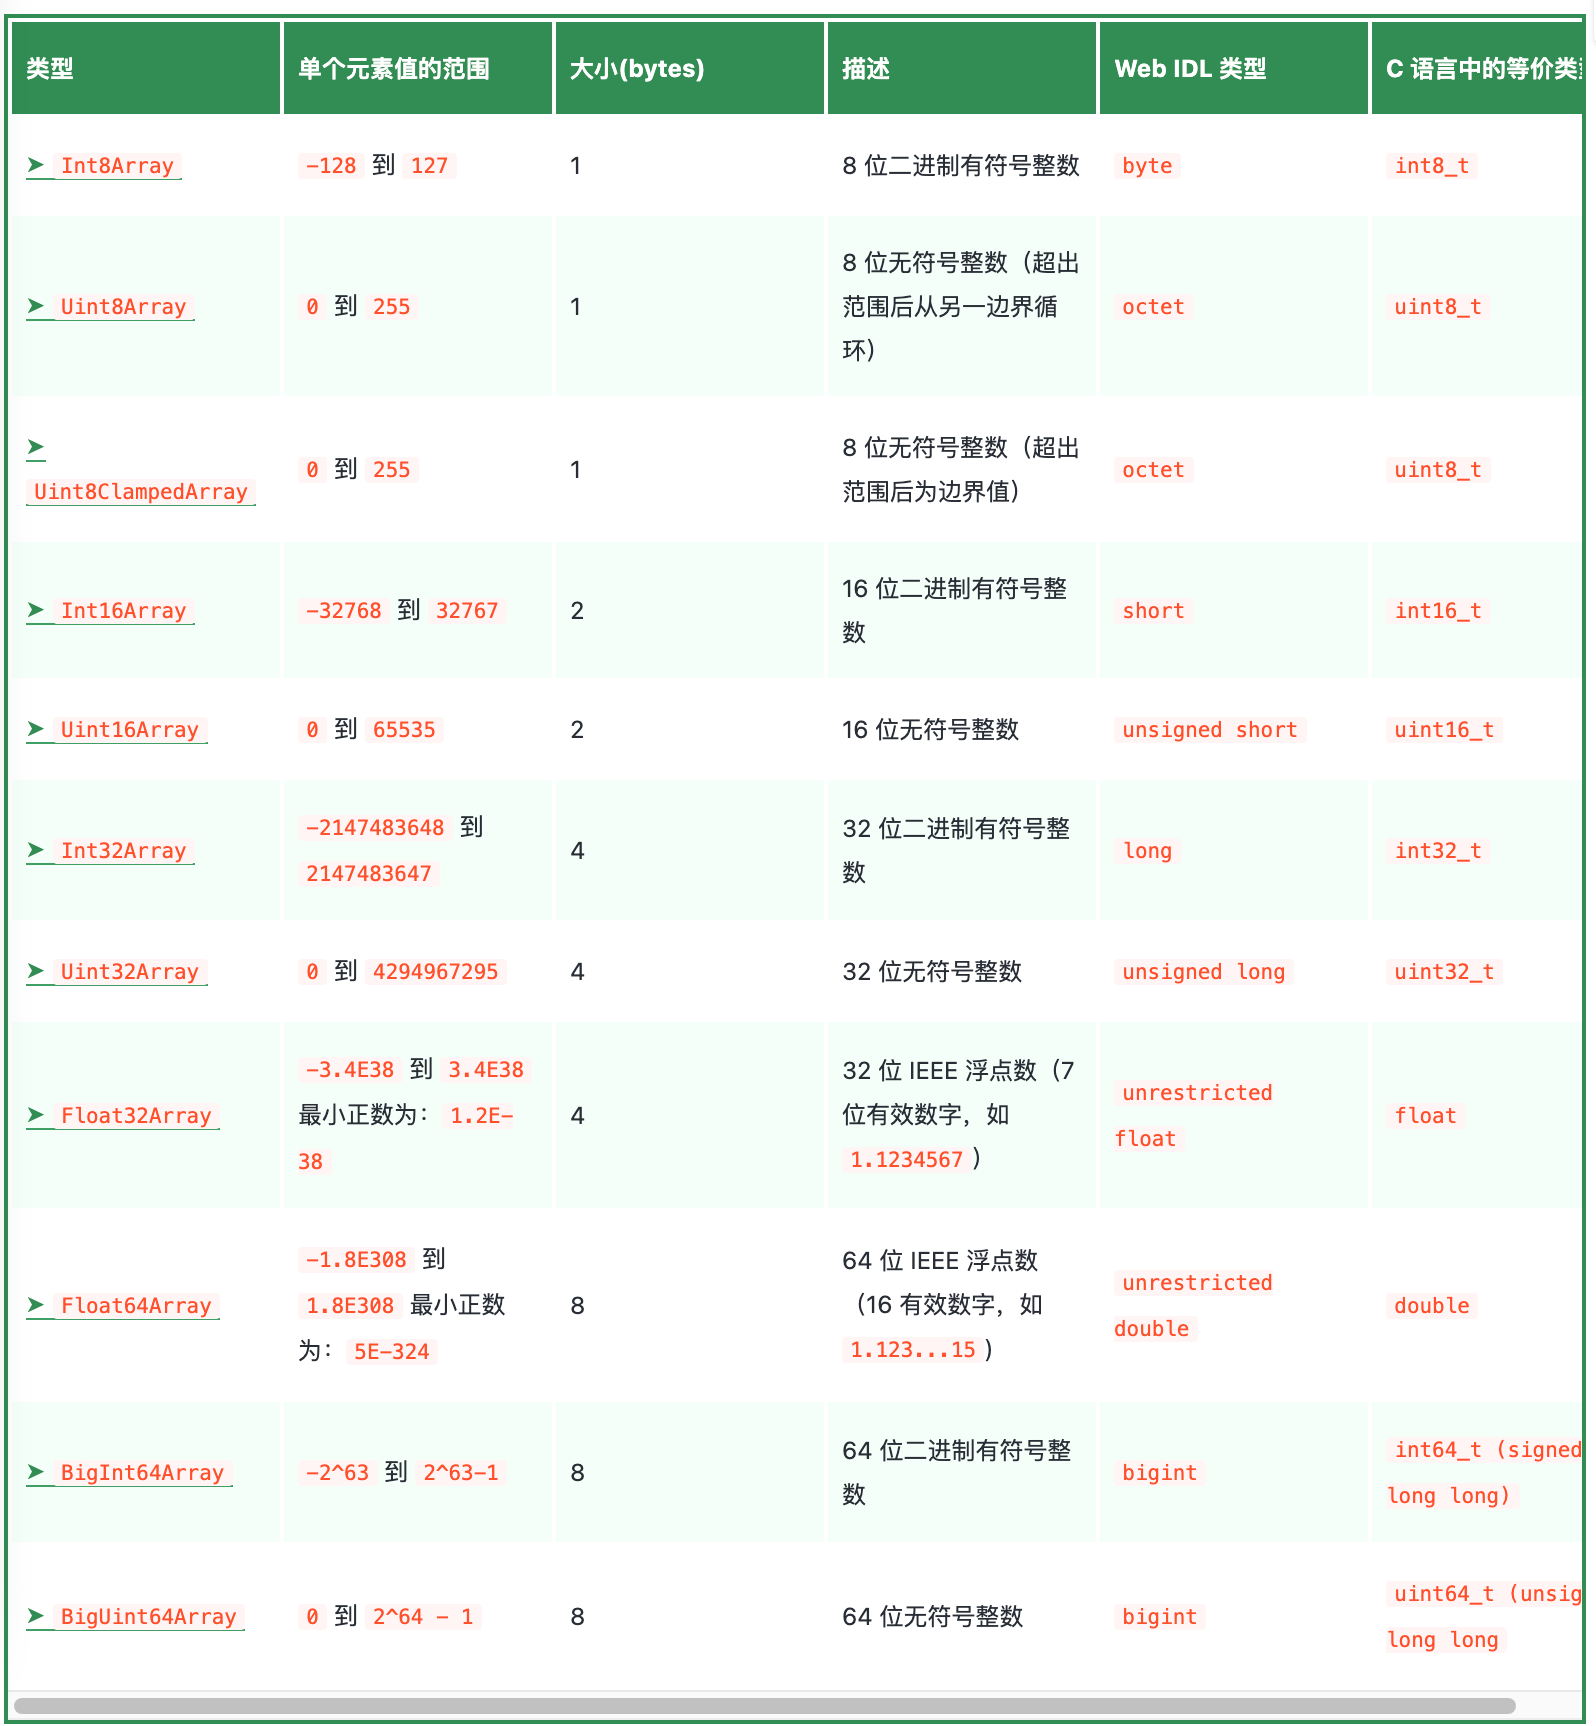 类型
单个元素值的范围
大小(bytes)
描述
Web IDL 类型
C 语言中的等价类
➤ Int8Array
-128 到 127
1
8 位二进制有符号整数
byte
int8_t
➤ Uint8Array
0 到 255
1
8 位无符号整数（超出
范围后从另一边界循
环）
octet
uint8_t
➤
Uint8ClampedArray
0 到 255
1
8 位无符号整数（超出
范围后为边界值）
octet
uint8_t
➤ Int16Array
-32768 到 32767
2
16 位二进制有符号整
数
short
int16_t
➤ Uint16Array
0 到 65535
2
16 位无符号整数
unsigned short
uint16_t
➤ Int32Array
-2147483648 到
2147483647
4
32 位二进制有符号整
数
long
int32_t
➤ Uint32Array
0 到 4294967295
4
32 位无符号整数
unsigned long
uint32_t
➤ Float32Array
-3.4E38 到 3.4E38
最小正数为：1.2E-
38
4
32 位 IEEE 浮点数（7
位有效数字，如
1.1234567）
unrestricted
float
float
➤ Float64Array
-1.8E308 到
1.8E308 最小正数
为：5E-324
8
64 位 IEEE 浮点数
（16 有效数字，如
1.123...15)
unrestricted
double
double
➤ BigInt64Array
-2^63 到 2^63-1
8
64 位二进制有符号整
数
bigint
int64_t (signed
long long)
➤ BigUint64Array
0 到 2^64 - 1
8
64 位无符号整数
bigint
uint64_t (unsig
long long